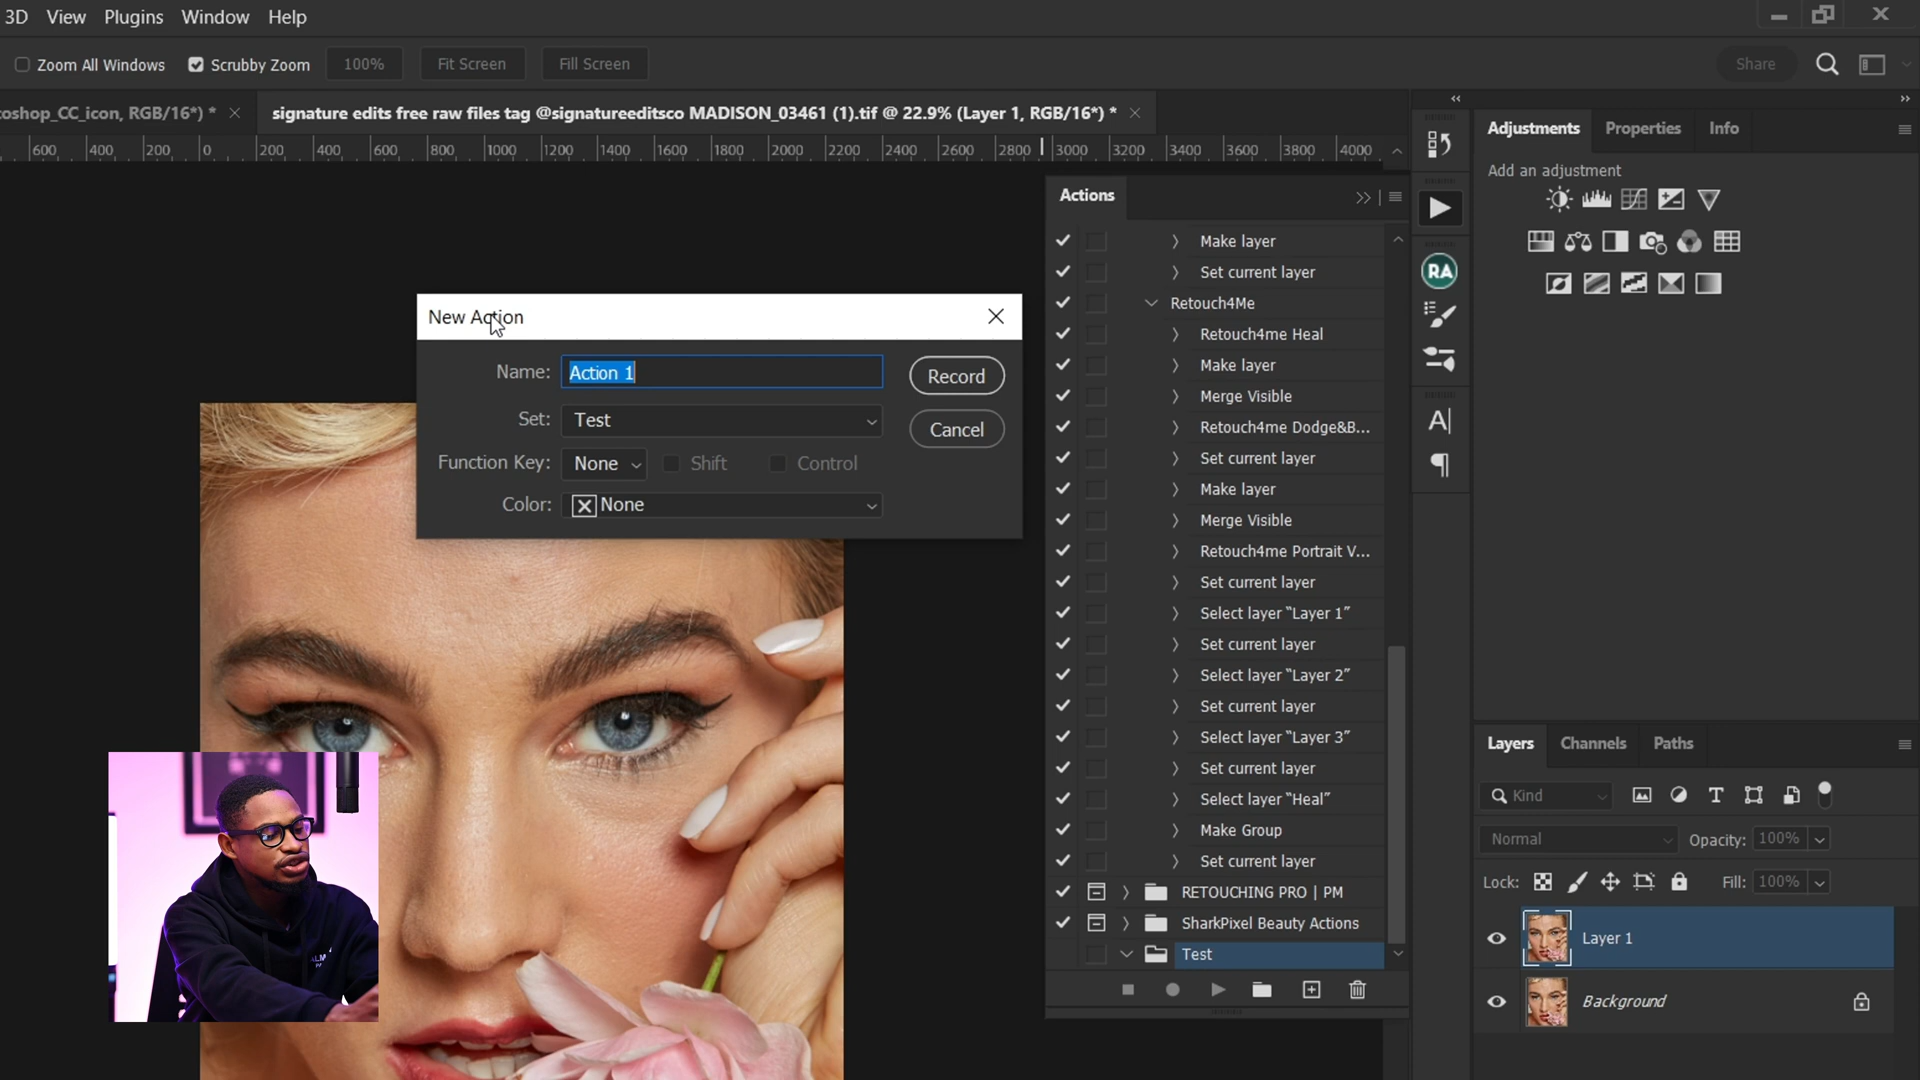 3D View Plugins Window Help
Zoom All Windows Scrubby Zoom 100% Fit Screen Fill Screen Share
oshop_CC_icon, RGB/16*) *
signature edits free raw files tag @signatureeditsco MADISON_03461 (1).tif @ 22.9% (Layer 1, RGB/16*) *
600 400 200 0 200 400 600 800 1000 1200 1400 1600 1800 2000 2200 2400 2600 2800 3000 3200 3400 3600 3800 4000
Actions
Make layer
Set current layer
Retouch4Me
Retouch4me Heal
Make layer
Merge Visible
Retouch4me Dodge&B...
Set current layer
Make layer
Merge Visible
Retouch4me Portrait V...
Set current layer
Select layer “Layer 1”
Set current layer
Select layer “Layer 2”
Set current layer
Select layer “Layer 3”
Set current layer
Select layer “Heal”
Make Group
Set current layer
RETOUCHING PRO | PM
SharkPixel Beauty Actions
Test
New Action
Name: Action 1
Record
Set: Test
Cancel
Function Key: None Shift Control
Color: None
RA
A|
Adjustments Properties Info
Add an adjustment
Layers Channels Paths
Kind
Normal Opacity: 100%
Lock: Fill: 100%
Layer 1
Background